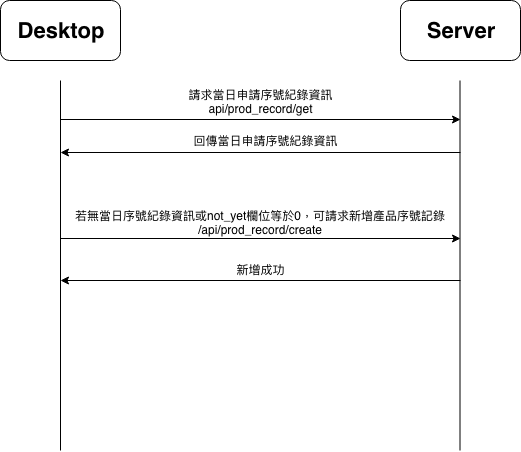 Desktop
Server
請求當日申請序號紀錄資訊
api/prod_record/get
回傳當日申請序號紀錄資訊
若無當日序號紀錄資訊或not_yet欄位等於0，可請求新增產品序號記錄
/api/prod_record/create
新增成功